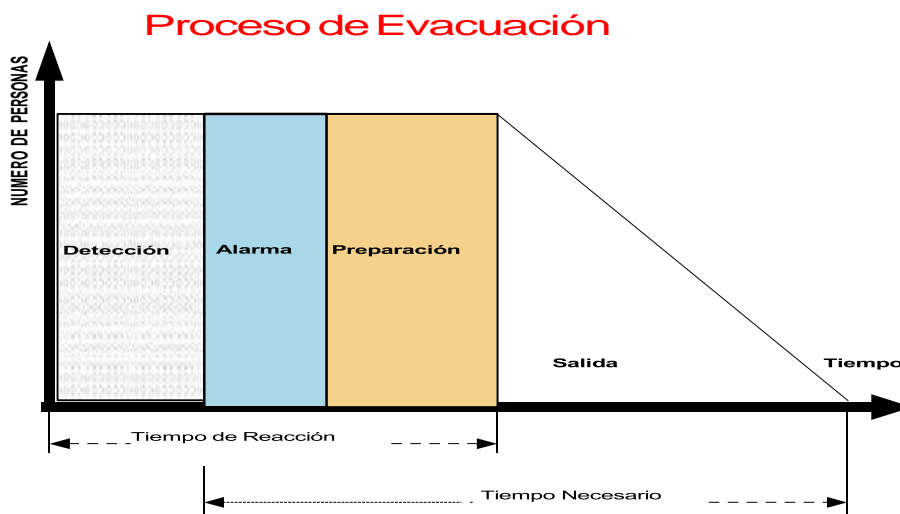 Proceso de Evacuación
NUMERO DE PERSONAS
Detección
Alarma
Preparación
Salida
Tiempo
Tiempo de Reacción
Tiempo Necesario